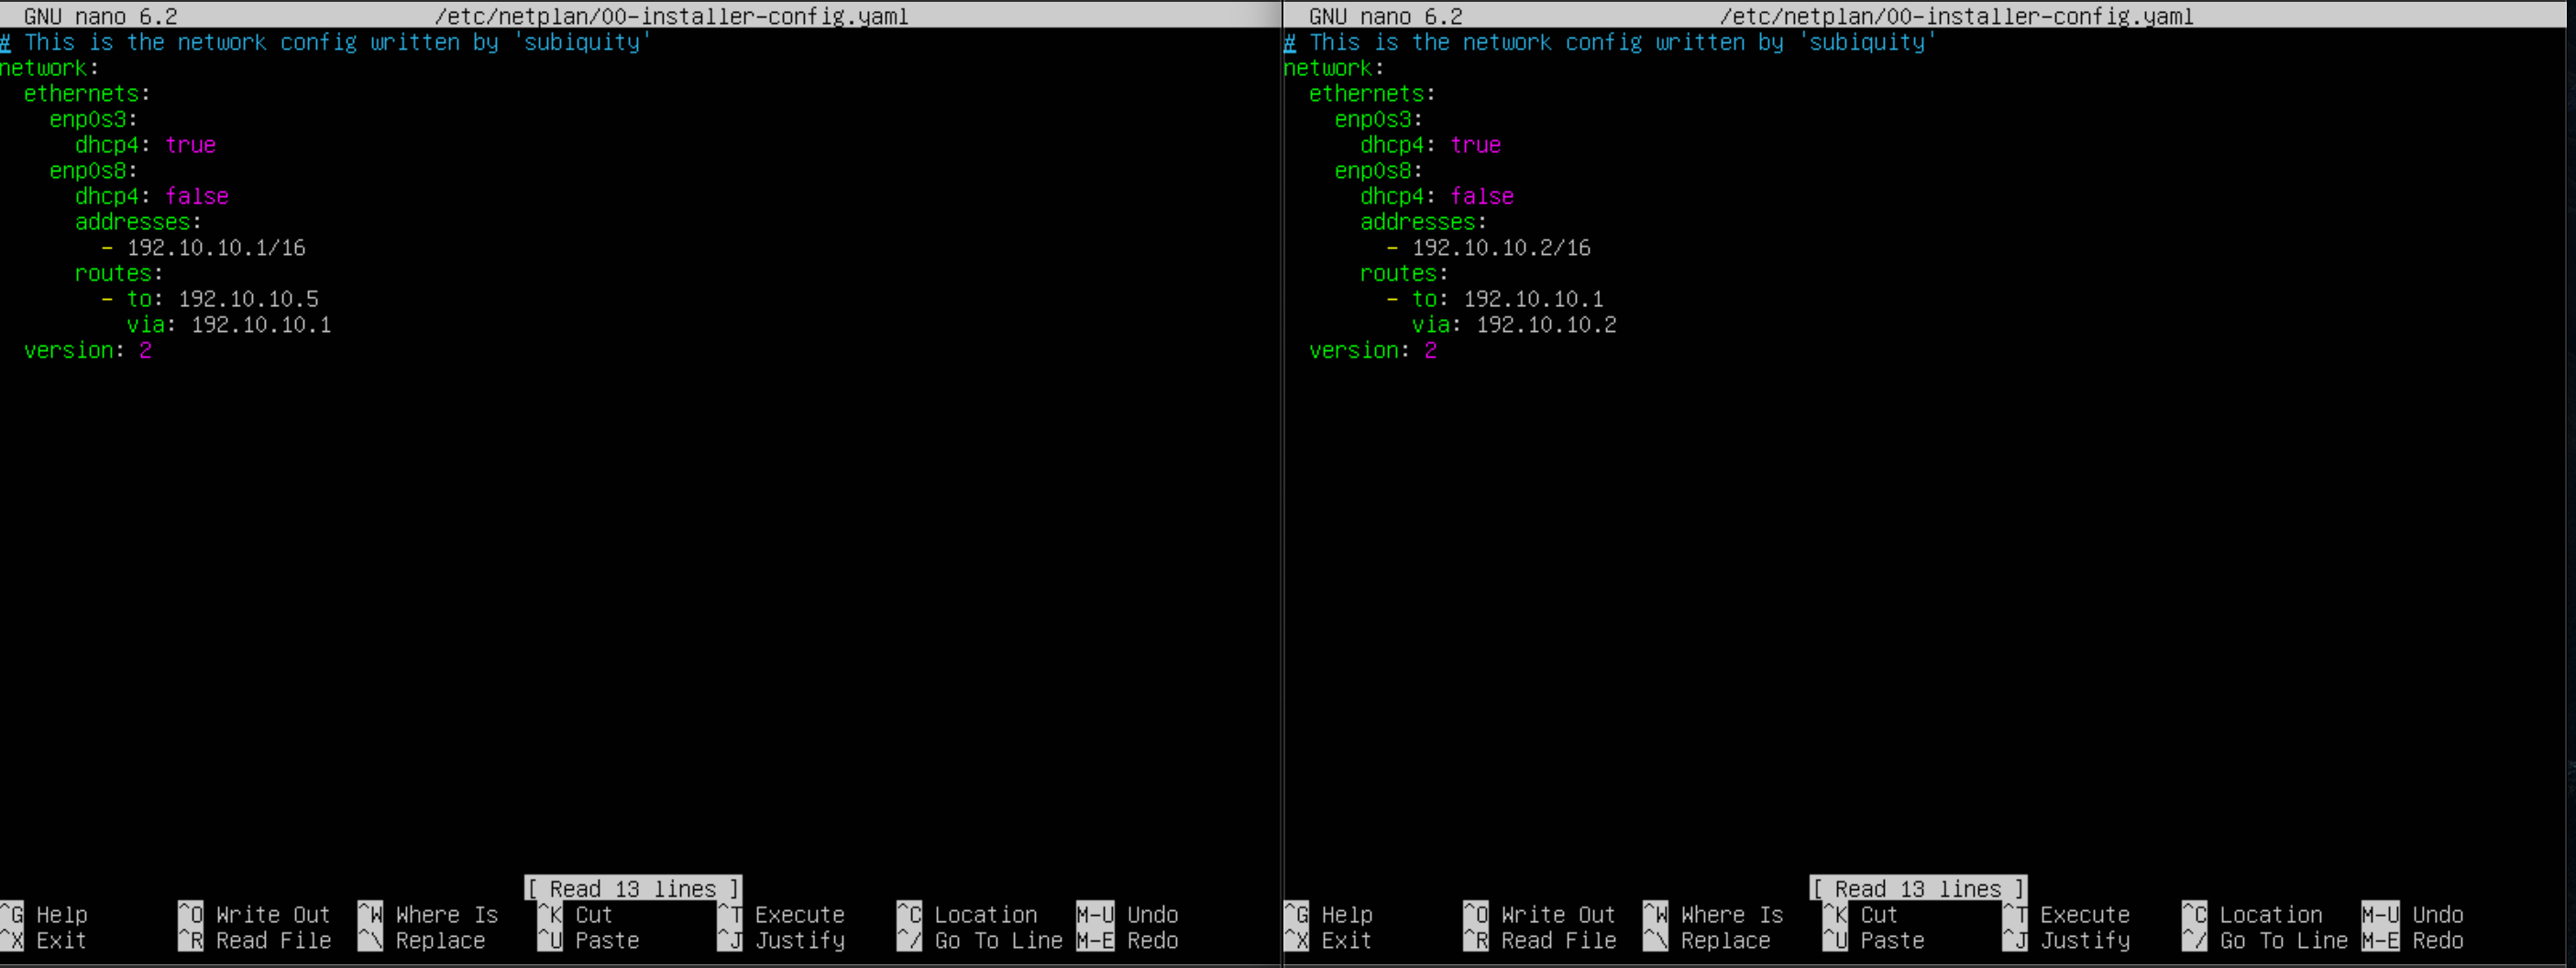 GNU nano 6.2 /etc/netplan/00-installer-config.yaml
# This is the network config written by 'subiquity'
network:
  ethernets:
    enp0s3:
      dhcp4: true
    enp0s8:
      dhcp4: false
      addresses:
        - 192.10.10.1/16
      routes:
        - to: 192.10.10.5
          via: 192.10.10.1
  version: 2
[ Read 13 lines ]
^G Help ^O Write Out ^W Where Is ^K Cut ^T Execute ^C Location M-U Undo
^X Exit ^R Read File ^\ Replace ^U Paste ^J Justify ^/ Go To Line M-E Redo
GNU nano 6.2 /etc/netplan/00-installer-config.yaml
# This is the network config written by 'subiquity'
network:
  ethernets:
    enp0s3:
      dhcp4: true
    enp0s8:
      dhcp4: false
      addresses:
        - 192.10.10.2/16
      routes:
        - to: 192.10.10.1
          via: 192.10.10.2
  version: 2
[ Read 13 lines ]
^G Help ^O Write Out ^W Where Is ^K Cut ^T Execute ^C Location M-U Undo
^X Exit ^R Read File ^\ Replace ^U Paste ^J Justify ^/ Go To Line M-E Redo